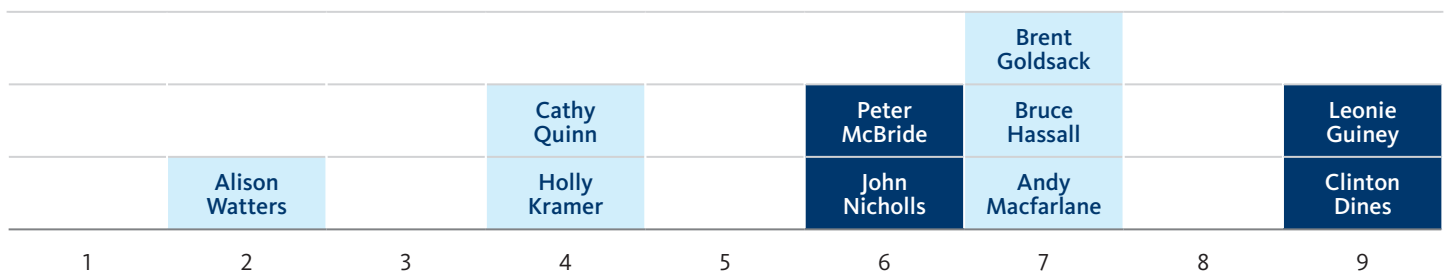 Brent
Goldsack
Cathy
Quinn
Peter
McBride
Bruce
Hassall
Leonie
Guiney
Alison
Watters
Holly
Kramer
John
Nicholls
Andy
Macfarlane
Clinton
Dines
1 2 3 4 5 6 7 8 9